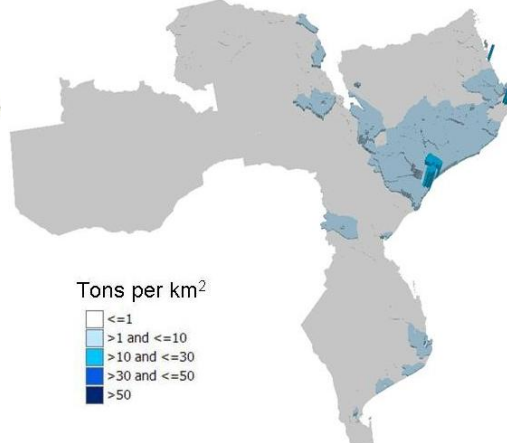 Tons per km²
<=1
>1 and <=10
>10 and <=30
>30 and <=50
>50